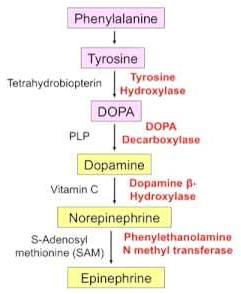 Phenylalanine
Tyrosine
Tetrahydrobiopterin
Tyrosine
Hydroxylase
DOPA
PLP
DOPA
Decarboxylase
Dopamine
Vitamin C
Dopamine β-
Hydroxylase
Norepinephrine
S-Adenosyl
methionine (SAM)
Phenylethanolamine
N methyl transferase
Epinephrine